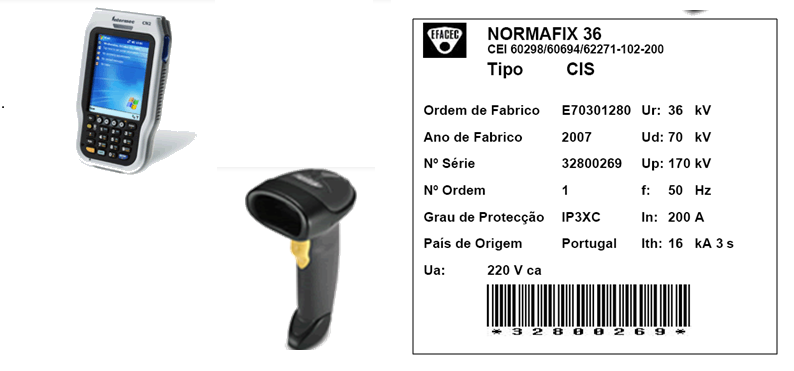 .
Intermec CN2
EFACEC
NORMAFIX 36
CEI 60298/60694/62271-102-200
Tipo CIS
Ordem de Fabrico E70301280 Ur: 36 kV
Ano de Fabrico 2007 Ud: 70 kV
Nº Série 32800269 Up: 170 kV
Nº Ordem 1 f: 50 Hz
Grau de Protecção IP3XC In: 200 A
País de Origem Portugal Ith: 16 kA 3 s
Ua: 220 V ca
*32800269*